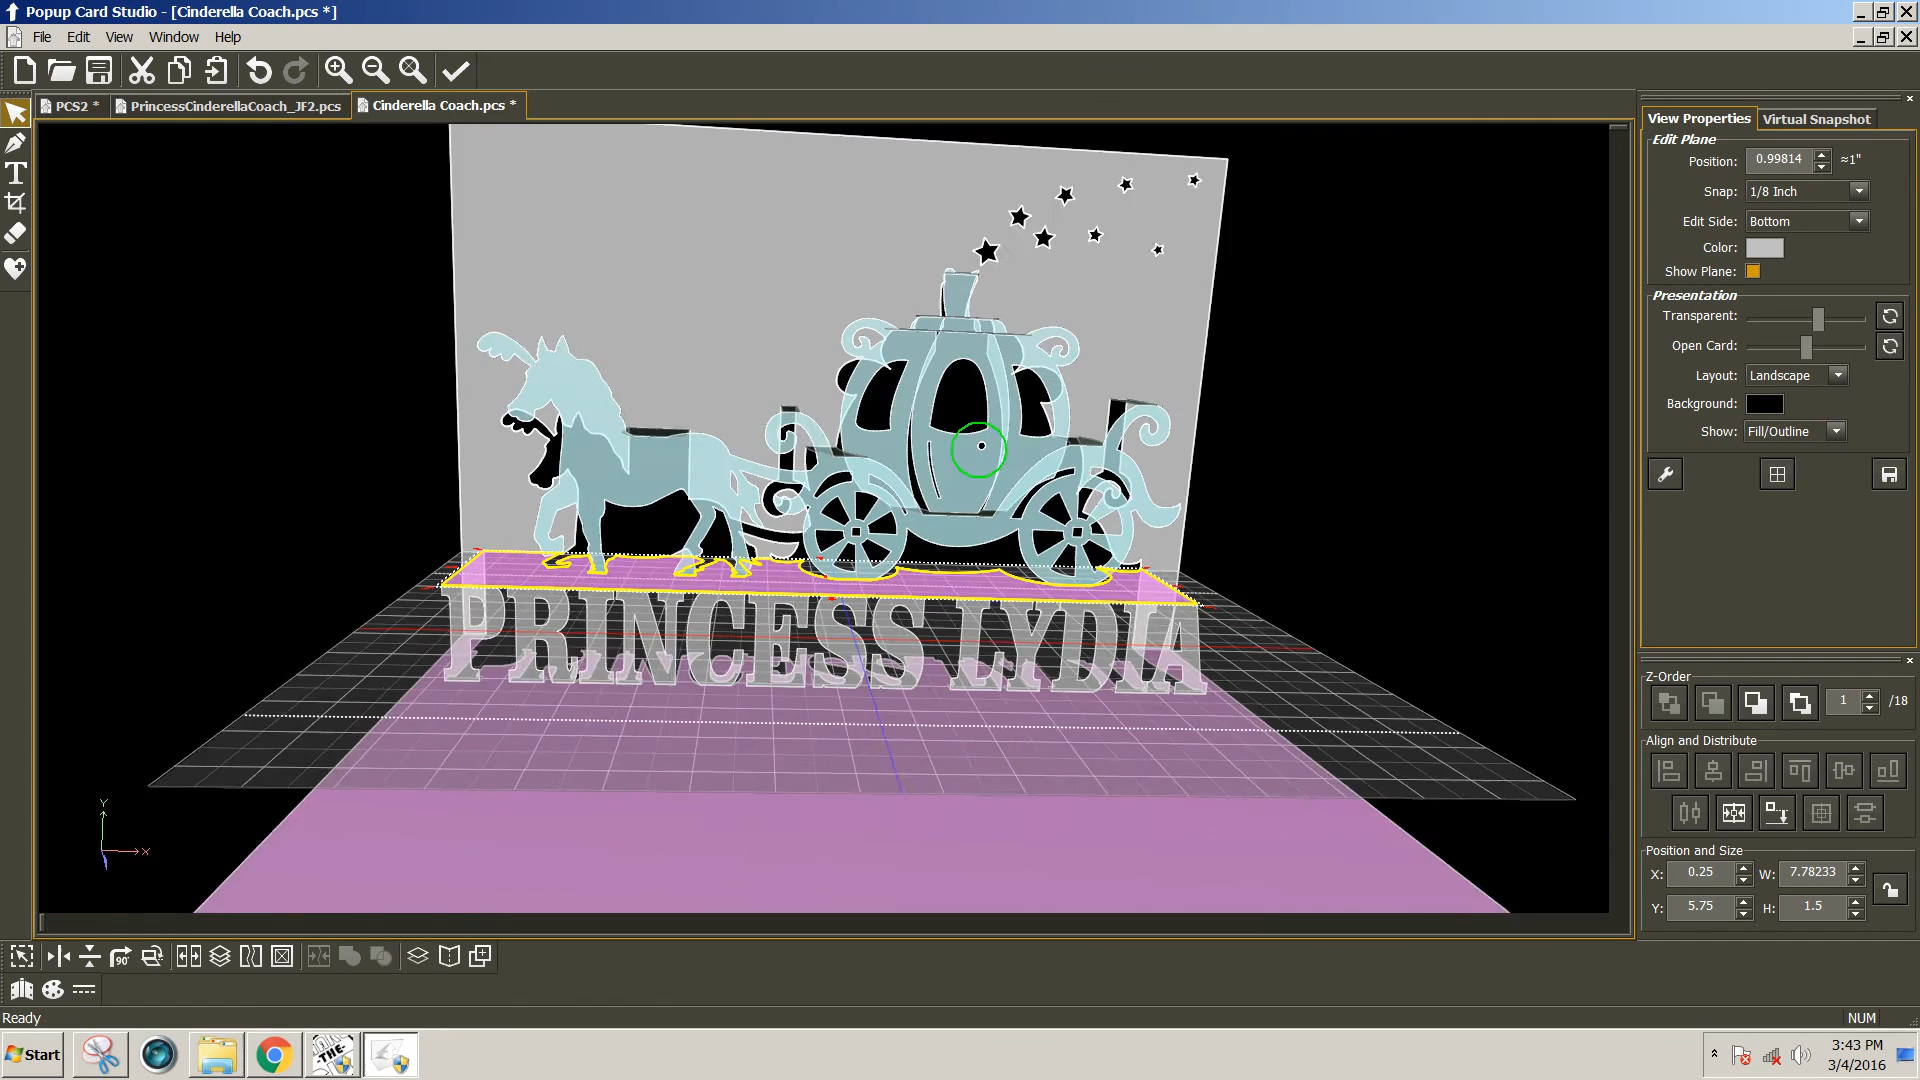 Popup Card Studio - [Cinderella Coach.pcs *]
File Edit View Window Help
PCS2 * PrincessCinderellaCoach_JF2.pcs Cinderella Coach.pcs *
View Properties Virtual Snapshot
Edit Plane
Position: 0.99814 ≈1"
Snap: 1/8 Inch
Edit Side: Bottom
Color:
Show Plane:
Presentation
Transparent:
Open Card:
Layout: Landscape
Background:
Show: Fill/Outline
PRINCESS LYDIA
Z-Order
1 /18
Align and Distribute
Position and Size
X: 0.25 W: 7.78233
Y: 5.75 H: 1.5
Y
X
90°
Ready
NUM
Start
-THE-
3:43 PM
3/4/2016